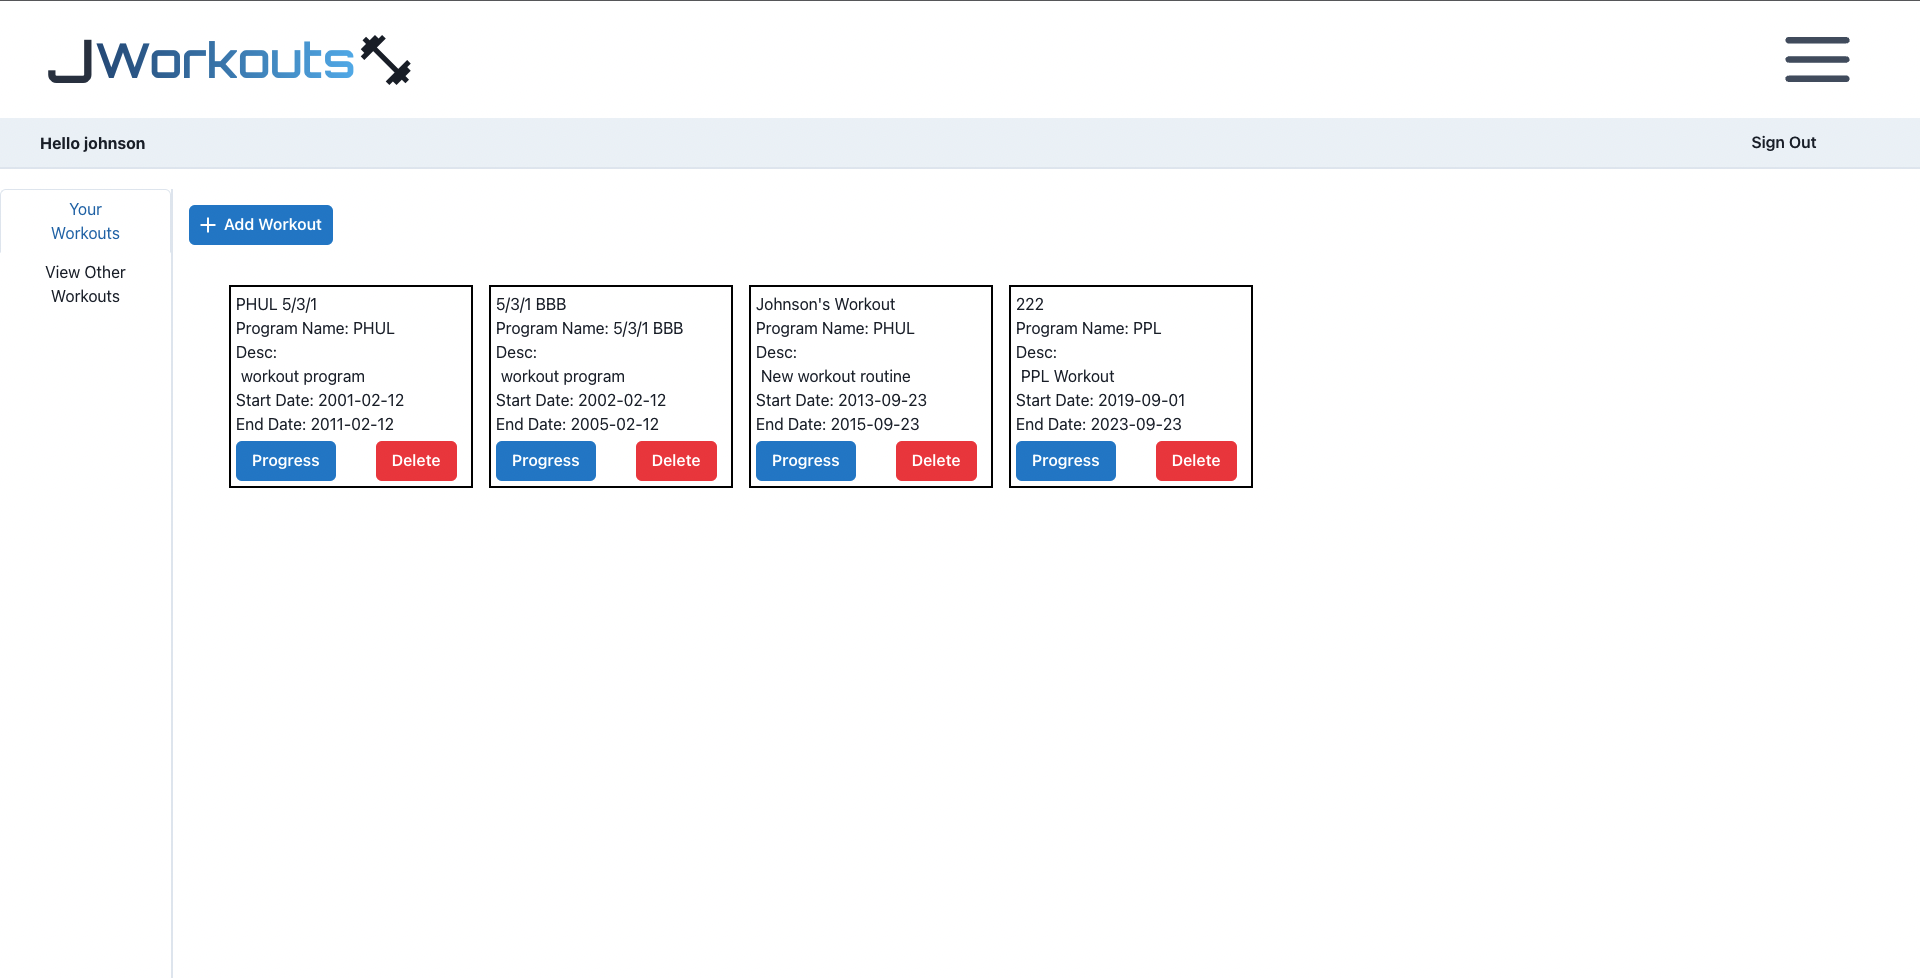 JWorkouts
Hello johnson
Sign Out
Your
Workouts
View Other
Workouts
Add Workout
PHUL 5/3/1
Program Name: PHUL
Desc:
workout program
Start Date: 2001-02-12
End Date: 2011-02-12
Progress
Delete
5/3/1 BBB
Program Name: 5/3/1 BBB
Desc:
workout program
Start Date: 2002-02-12
End Date: 2005-02-12
Progress
Delete
Johnson's Workout
Program Name: PHUL
Desc:
New workout routine
Start Date: 2013-09-23
End Date: 2015-09-23
Progress
Delete
222
Program Name: PPL
Desc:
PPL Workout
Start Date: 2019-09-01
End Date: 2023-09-23
Progress
Delete